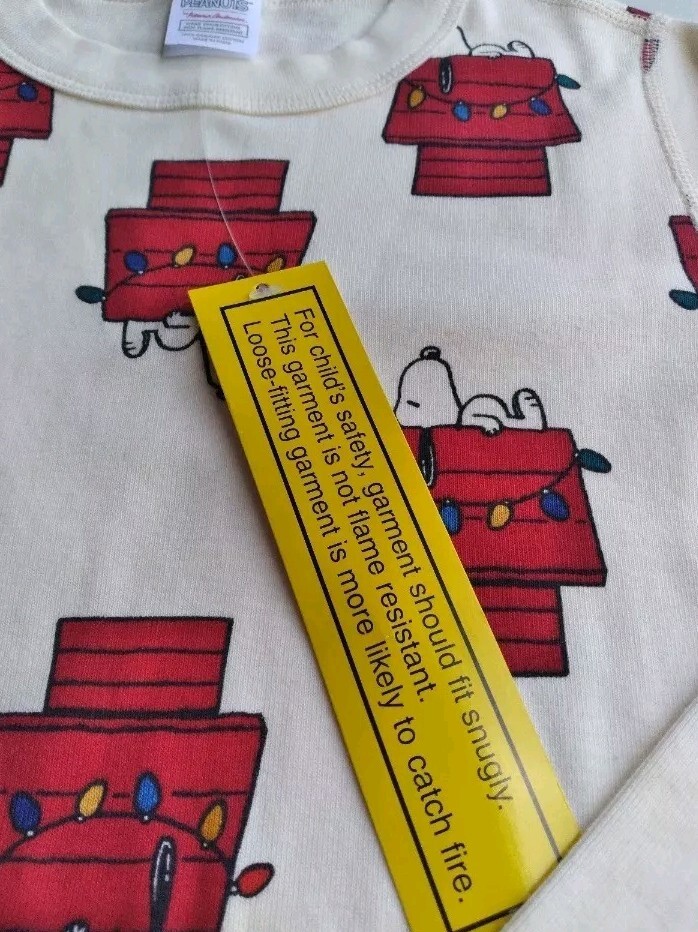 PEANUTS
For child's safety, garment should fit snugly.
This garment is not flame resistant.
Loose-fitting garment is more likely to catch fire.